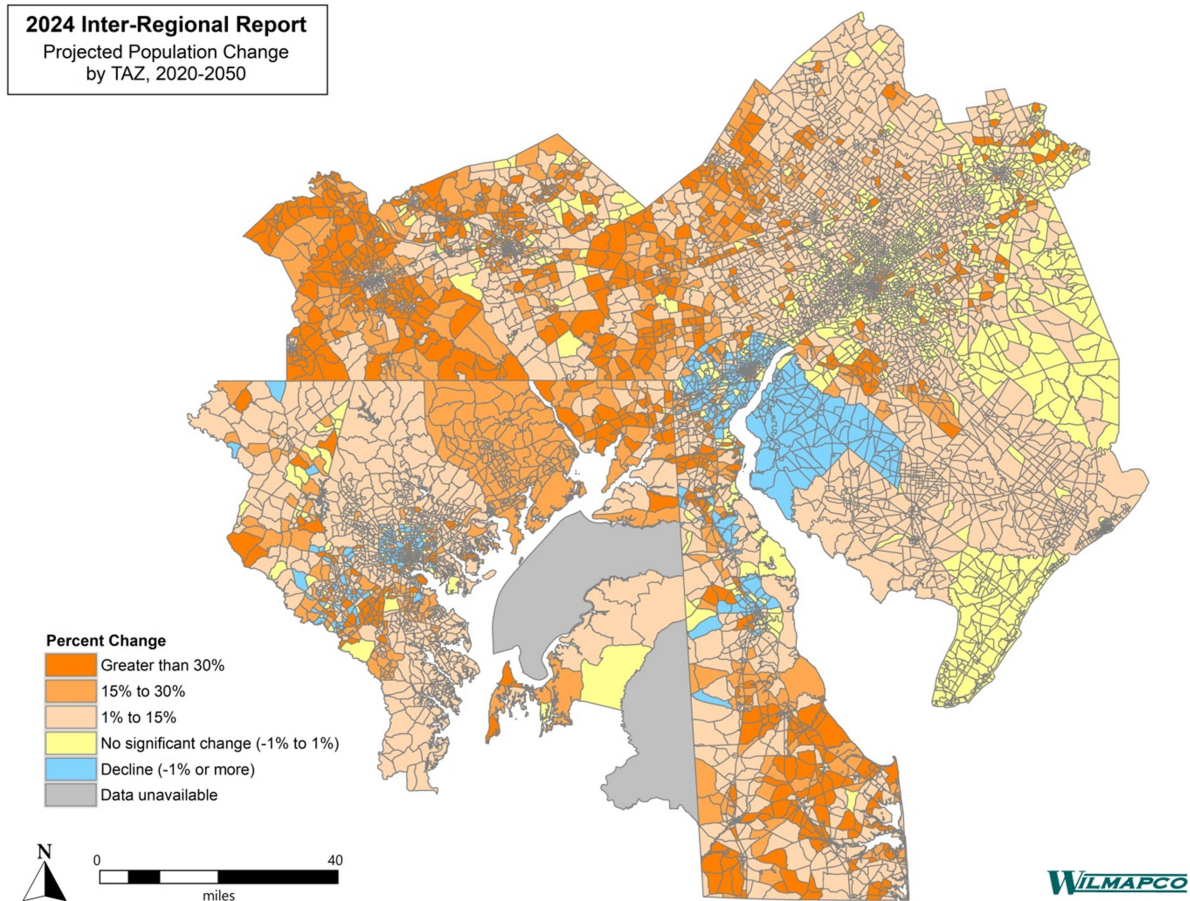 2024 Inter-Regional Report
Projected Population Change
by TAZ, 2020-2050
Percent Change
Greater than 30%
15% to 30%
1% to 15%
No significant change (-1% to 1%)
Decline (-1% or more)
Data unavailable
N
0 40
miles
WILMAPCO